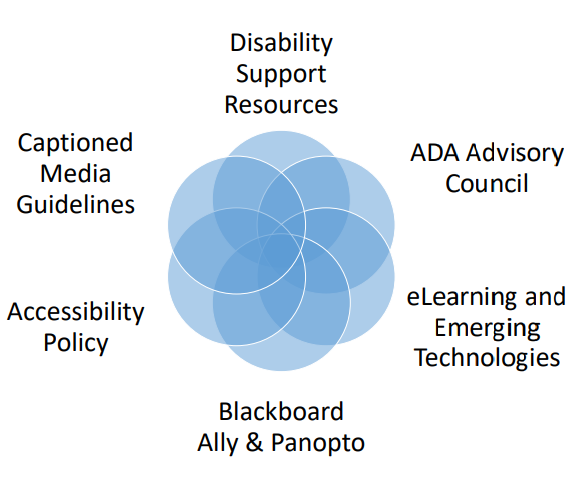 Disability
Support
Resources
ADA Advisory
Council
eLearning and
Emerging
Technologies
Blackboard
Ally & Panopto
Accessibility
Policy
Captioned
Media
Guidelines